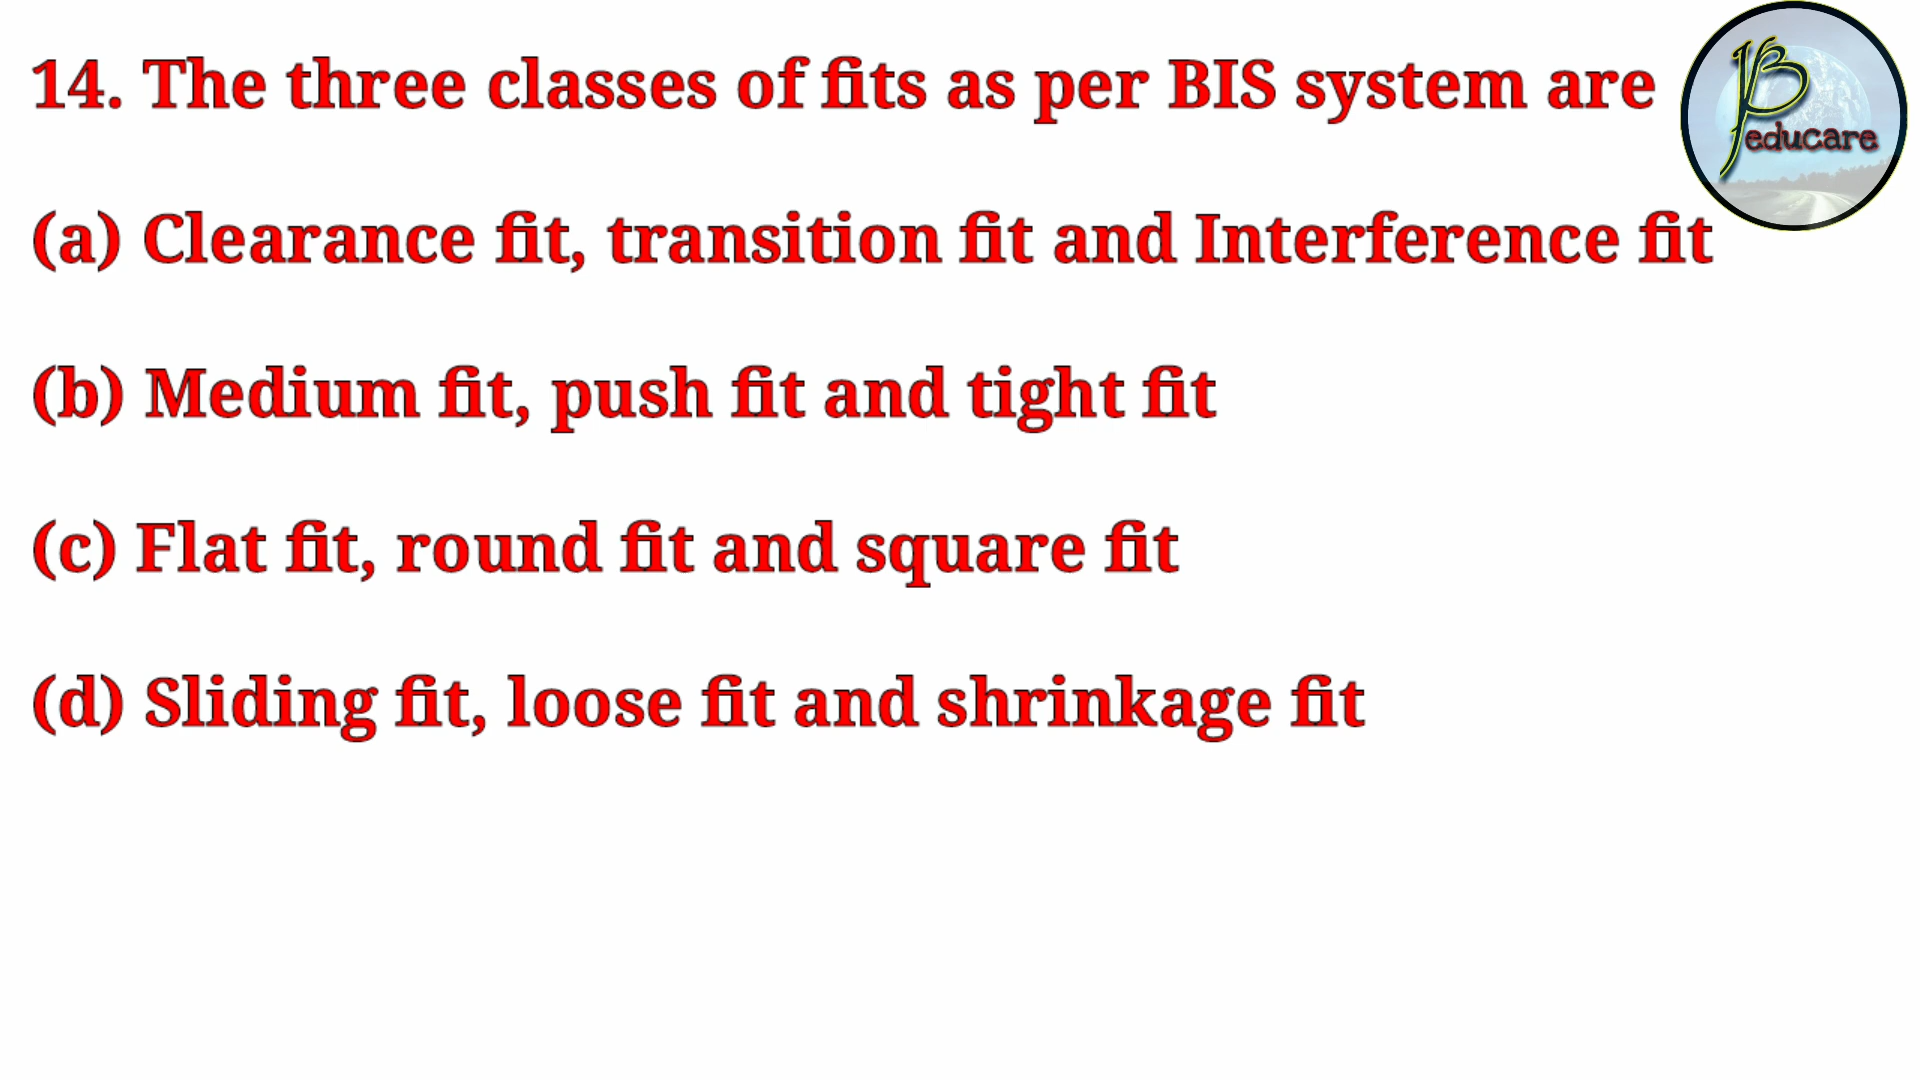 14. The three classes of fits as per BIS system are
(a) Clearance fit, transition fit and Interference fit
(b) Medium fit, push fit and tight fit
(c) Flat fit, round fit and square fit
(d) Sliding fit, loose fit and shrinkage fit
educare